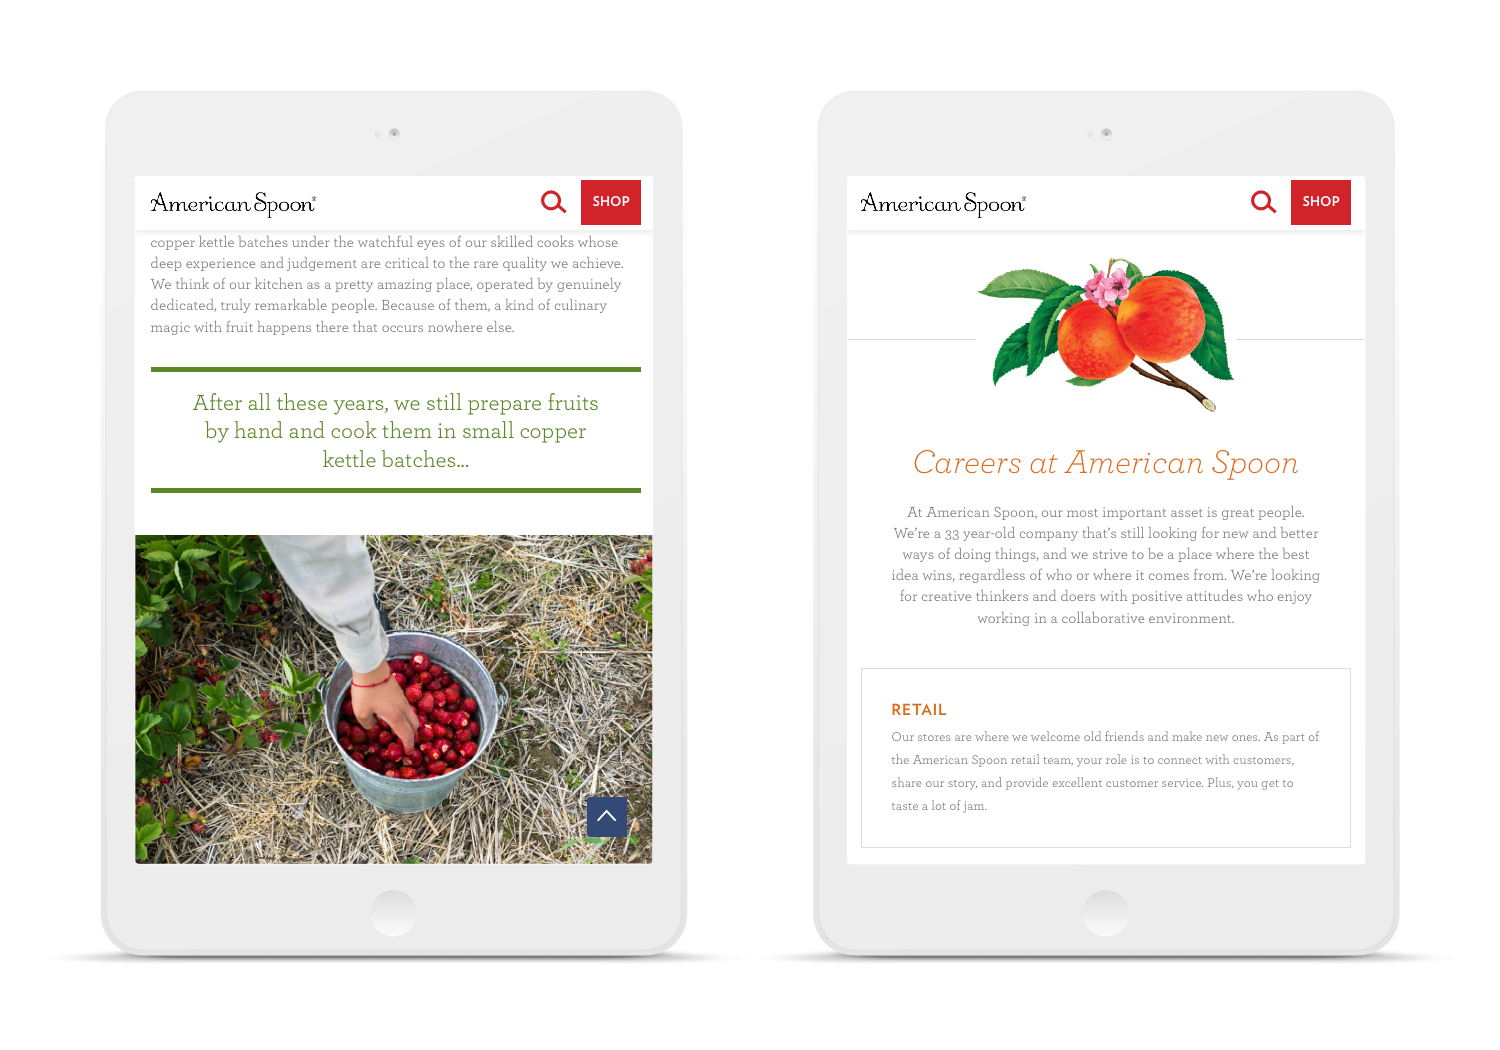 American Spoon®
SHOP
copper kettle batches under the watchful eyes of our skilled cooks whose
deep experience and judgement are critical to the rare quality we achieve.
We think of our kitchen as a pretty amazing place, operated by genuinely
dedicated, truly remarkable people. Because of them, a kind of culinary
magic with fruit happens there that occurs nowhere else.
After all these years, we still prepare fruits
by hand and cook them in small copper
kettle batches...
American Spoon®
SHOP
Careers at American Spoon
At American Spoon, our most important asset is great people.
We're a 33 year-old company that's still looking for new and better
ways of doing things, and we strive to be a place where the best
idea wins, regardless of who or where it comes from. We're looking
for creative thinkers and doers with positive attitudes who enjoy
working in a collaborative environment.
RETAIL
Our stores are where we welcome old friends and make new ones. As part of
the American Spoon retail team, your role is to connect with customers,
share our story, and provide excellent customer service. Plus, you get to
taste a lot of jam.